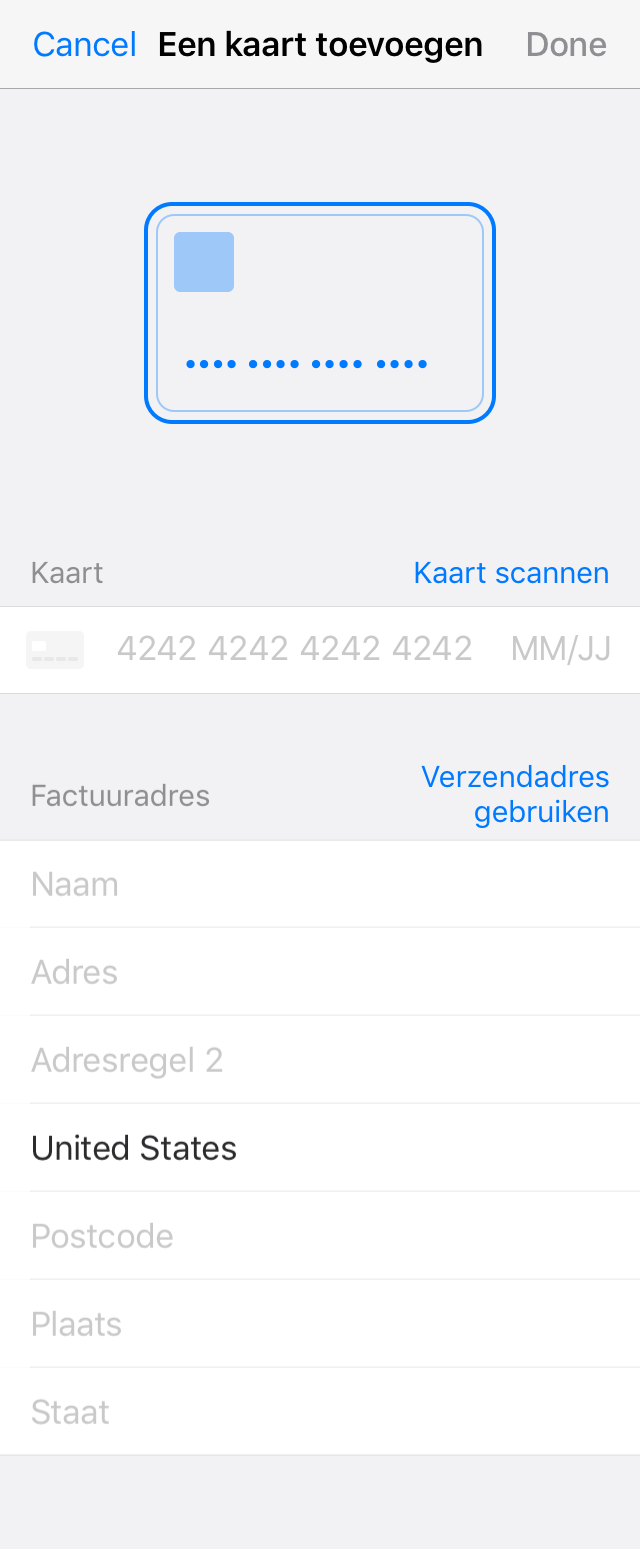 Cancel Een kaart toevoegen Done
Kaart Kaart scannen
4242 4242 4242 4242 MM/JJ
Factuuradres
Verzendadres
gebruiken
Naam
Adres
Adresregel 2
United States
Postcode
Plaats
Staat